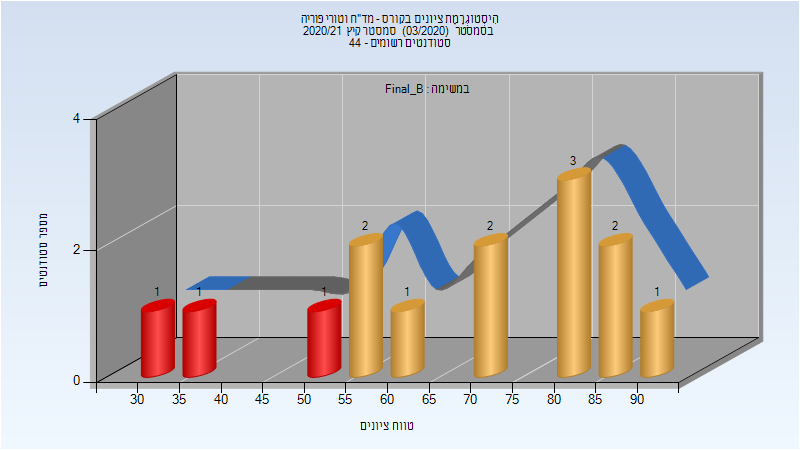 היסטוגרמת ציונים בקורס - מד"ח וטורי פוריה
בסמסטר (03/2020) סמסטר קיץ 2020/21
סטודנטים רשומים - 44
במשימה : Final_B
מספר סטודנטים
4
2
0
1
1
1
2
1
2
3
2
1
30 35 40 45 50 55 60 65 70 75 80 85 90
טווח ציונים